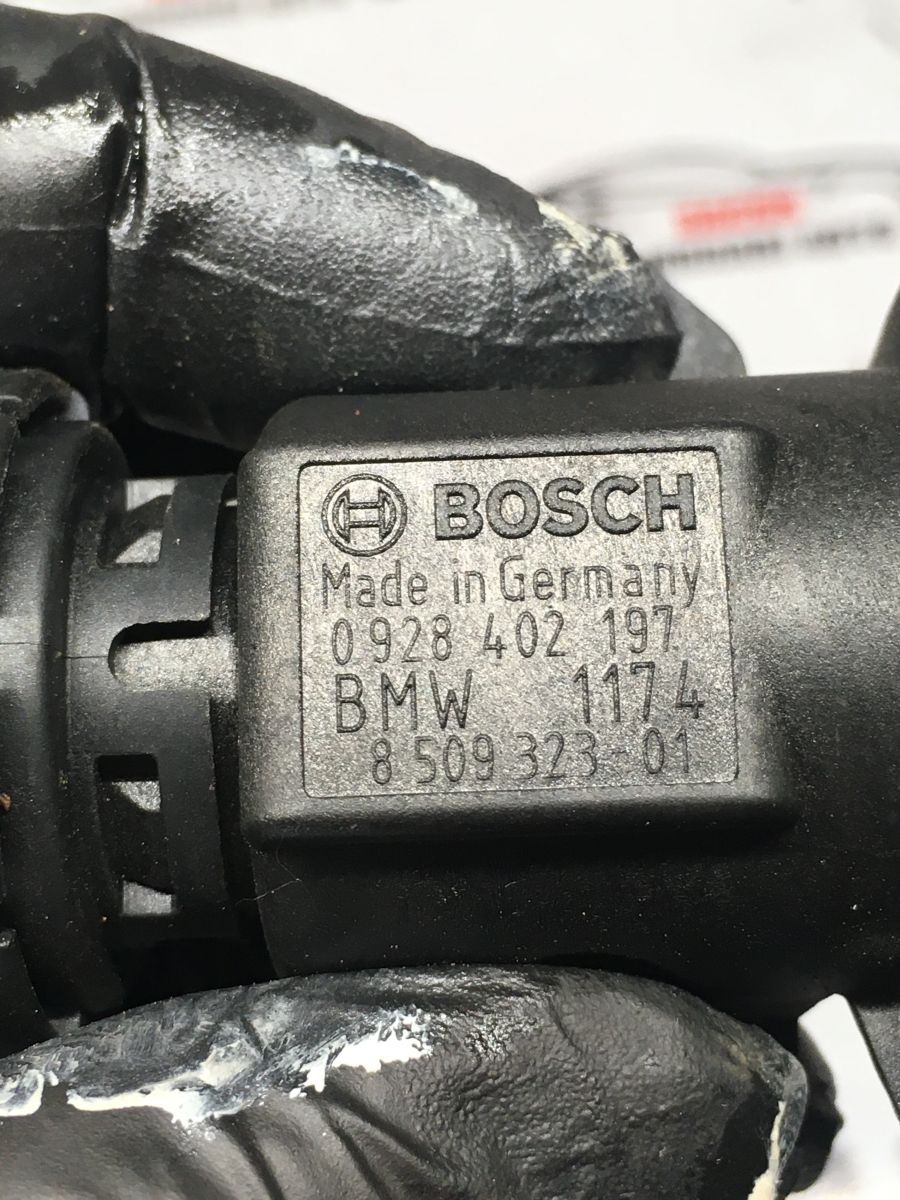 BOSCH
Made in Germany
0 928 402 197
BMW 1174
8 509 323-01